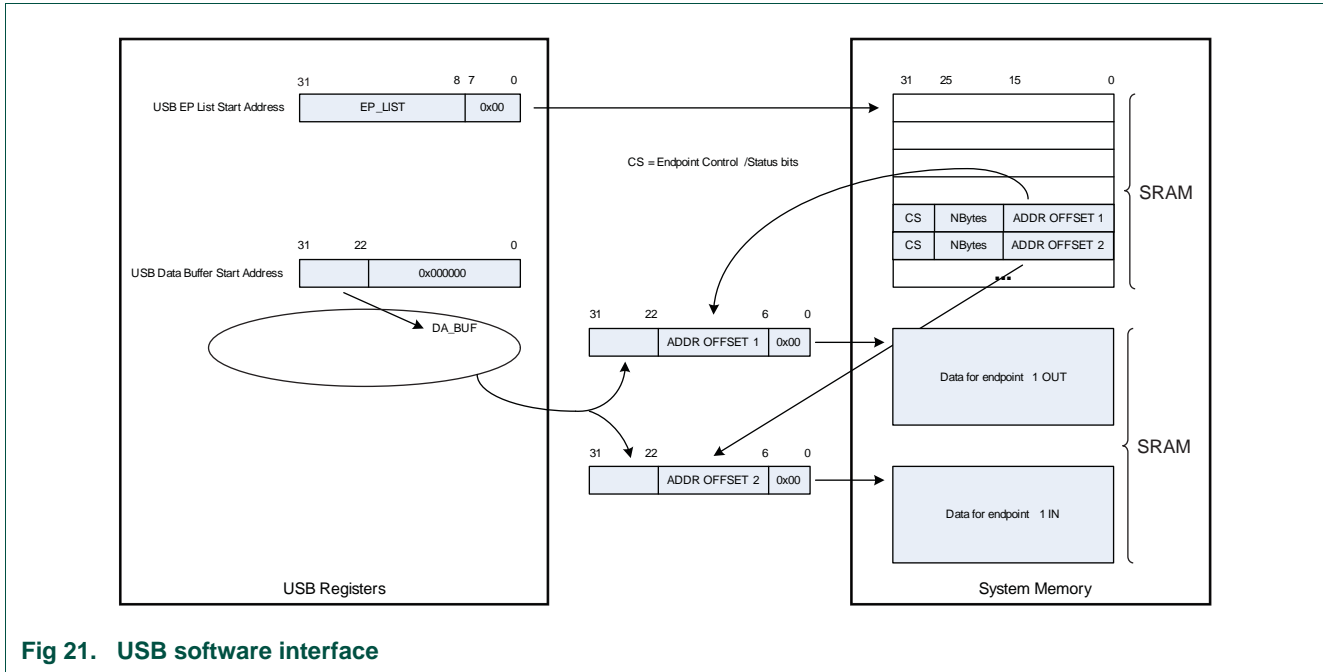 31 8 7 0
USB EP List Start Address EP_LIST 0x00
31 25 15 0
CS = Endpoint Control /Status bits
SRAM
CS NBytes ADDR OFFSET 1
CS NBytes ADDR OFFSET 2
...
31 22 0
USB Data Buffer Start Address 0x000000
DA_BUF
31 22 6 0
ADDR OFFSET 1 0x00
Data for endpoint 1 OUT
SRAM
31 22 6 0
ADDR OFFSET 2 0x00
Data for endpoint 1 IN
USB Registers
System Memory
Fig 21. USB software interface